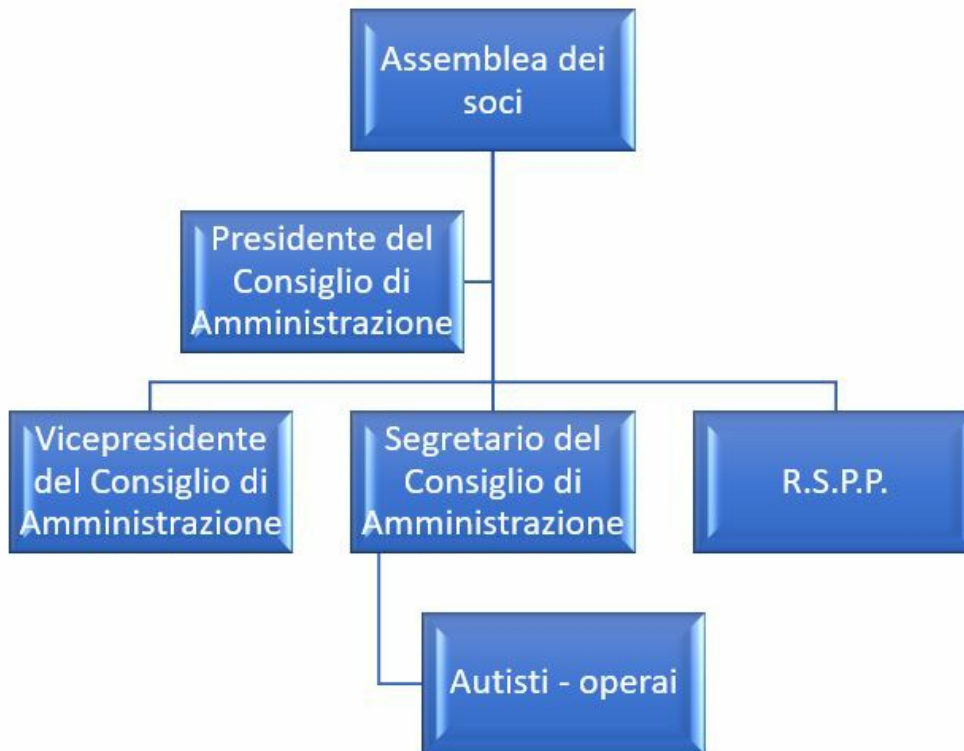 Assemblea dei
soci
Presidente del
Consiglio di
Amministrazione
Vicepresidente
del Consiglio di
Amministrazione
Segretario del
Consiglio di
Amministrazione
R.S.P.P.
Autisti - operai